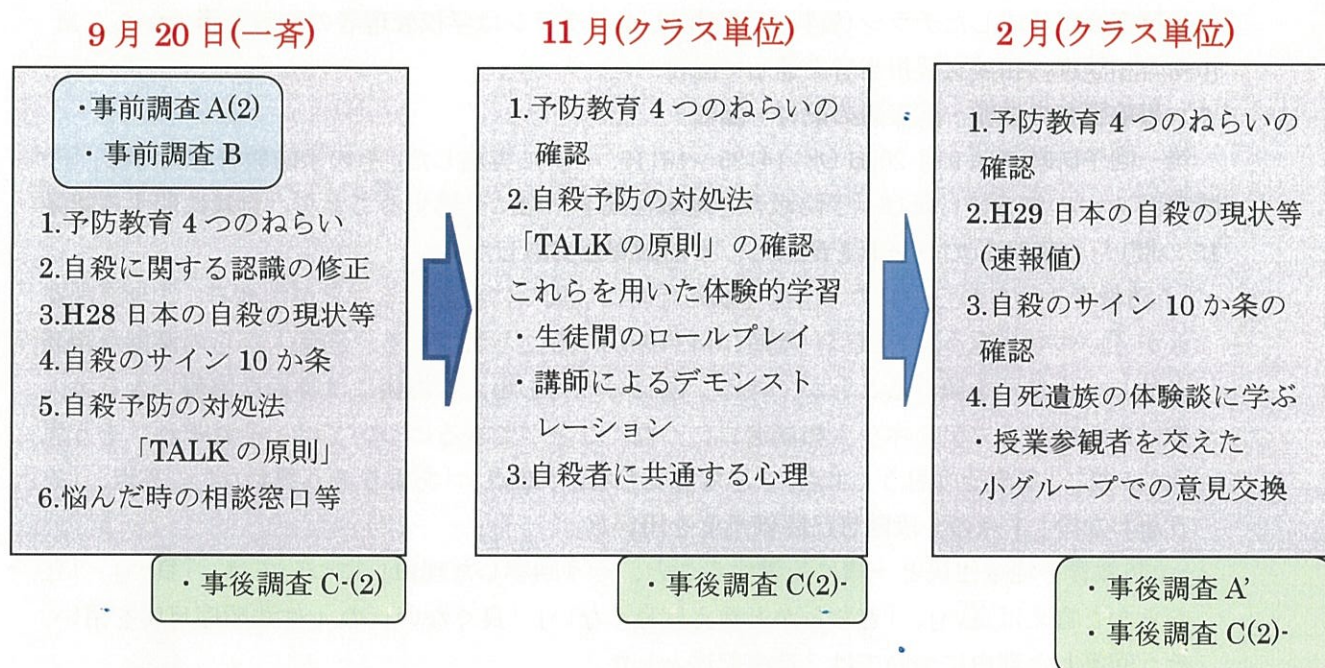 9 月 20 日(一斉)
・事前調査 A(2)
・事前調査 B
1.予防教育 4 つのねらい
2.自殺に関する認識の修正
3.H28 日本の自殺の現状等
4.自殺のサイン 10 か条
5.自殺予防の対処法
「TALK の原則」
6.悩んだ時の相談窓口等
・事後調査 C-(2)
11 月(クラス単位)
1.予防教育 4 つのねらいの
確認
2.自殺予防の対処法
「TALK の原則」の確認
これらを用いた体験的学習
・生徒間のロールプレイ
・講師によるデモンスト
レーション
3.自殺者に共通する心理
・事後調査 C(2)-
2 月(クラス単位)
1.予防教育 4 つのねらいの
確認
2.H29 日本の自殺の現状等
(速報値)
3.自殺のサイン 10 か条の
確認
4.自死遺族の体験談に学ぶ
・授業参観者を交えた
小グループでの意見交換
・事後調査 A’
・事後調査 C(2)-